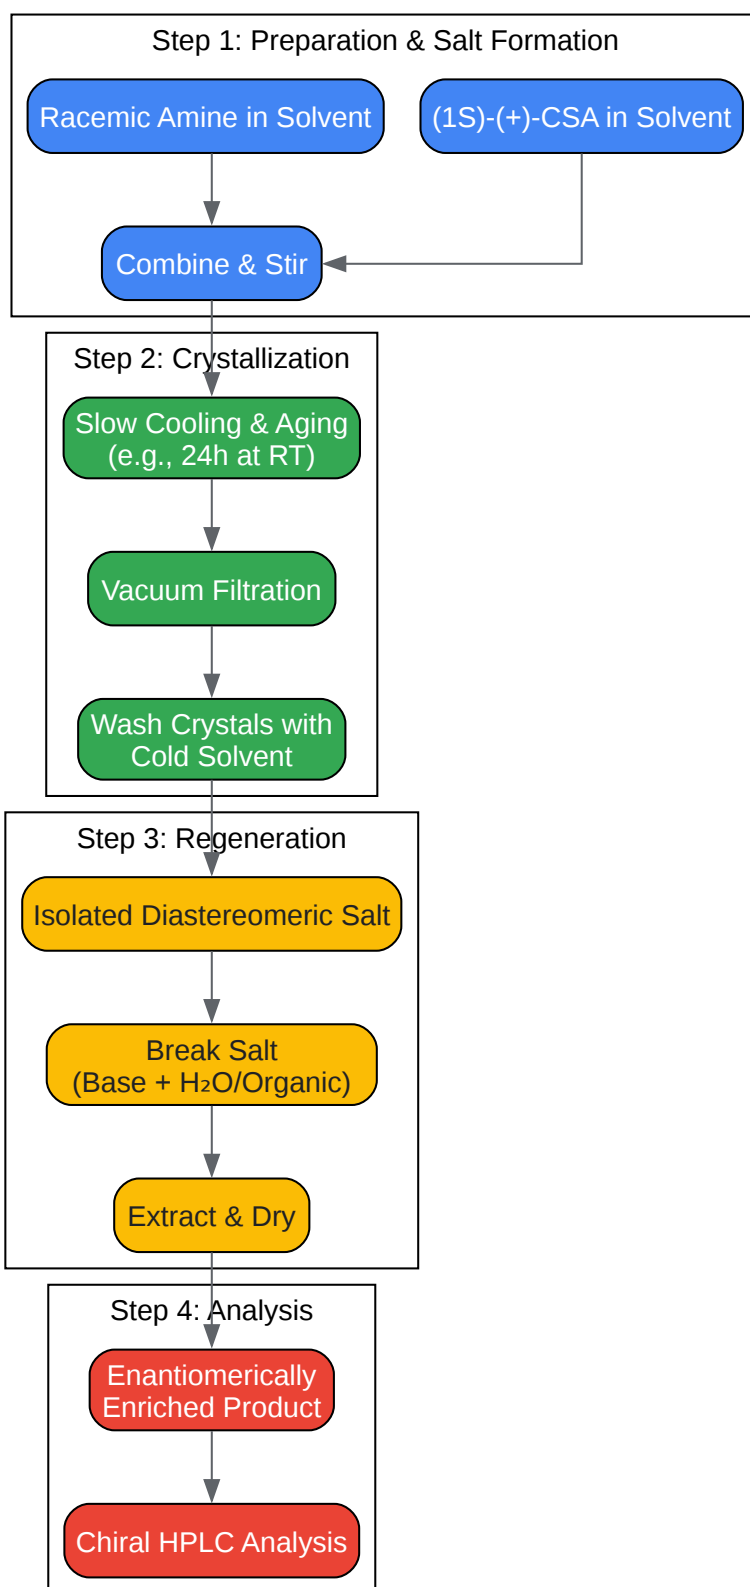 Step 1: Preparation & Salt Formation
Racemic Amine in Solvent
(1S)-(+)-CSA in Solvent
Combine & Stir
Step 2: Crystallization
Slow Cooling & Aging
(e.g., 24h at RT)
Vacuum Filtration
Wash Crystals with
Cold Solvent
Step 3: Regeneration
Isolated Diastereomeric Salt
Break Salt
(Base + H₂O/Organic)
Extract & Dry
Step 4: Analysis
Enantiomerically
Enriched Product
Chiral HPLC Analysis